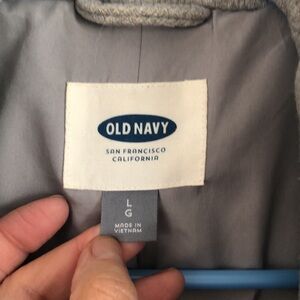 OLD NAVY
SAN FRANCISCO
CALIFORNIA
L
G
MADE IN
VIETNAM